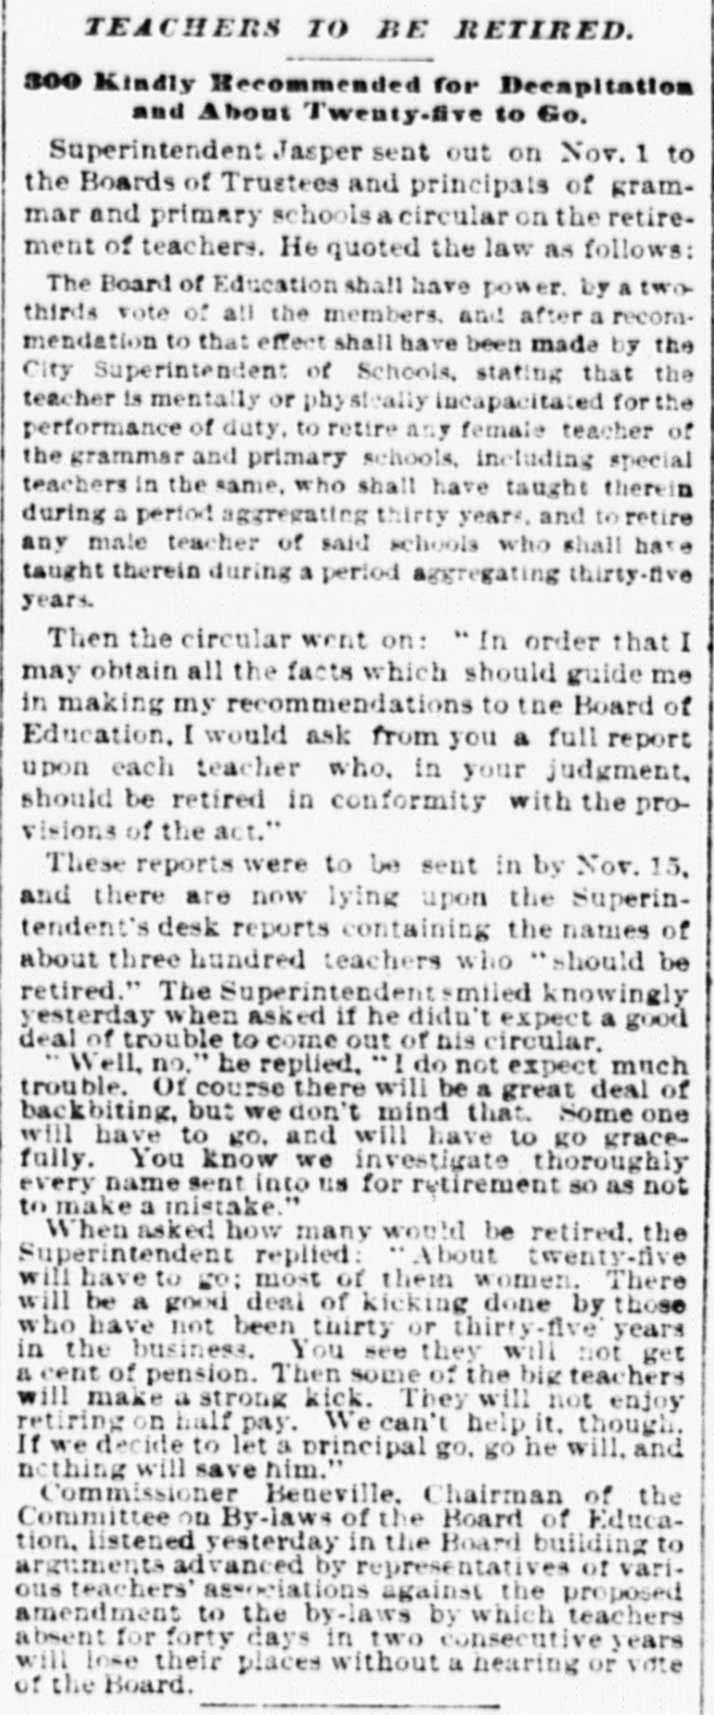 TEACHERS TO BE RETIRED.
300 Kindly Recommended for Decapitation
and About Twenty-five to Go.
Superintendent Jasper sent out on Nov. 1 to
the Boards of Trustees and principals of gram-
mar and primary schools a circular on the retire-
ment of teachers. He quoted the law as follows:
The Board of Education shall have power, by a two-
thirds vote of all the members, and after a recom-
mendation to that effect shall have been made by the
City Superintendent of Schools, stating that the
teacher is mentally or physically incapacitated for the
performance of duty, to retire any female teacher of
the grammar and primary schools, including special
teachers in the same, who shall have taught therein
during a period aggregating thirty years, and to retire
any male teacher of said schools who shall have
taught therein during a period aggregating thirty-five
years.
Then the circular went on: "In order that I
may obtain all the facts which should guide me
in making my recommendations to the Board of
Education, I would ask from you a full report
upon each teacher who, in your judgment,
should be retired in conformity with the pro-
visions of the act."
These reports were to be sent in by Nov. 15,
and there are now lying upon the Superin-
tendent's desk reports containing the names of
about three hundred teachers who "should be
retired." The Superintendent smiled knowingly
yesterday when asked if he didn't expect a good
deal of trouble to come out of his circular.
"Well, no," he replied, "I do not expect much
trouble. Of course there will be a great deal of
backbiting, but we don't mind that. Some one
will have to go, and will have to go grace-
fully. You know we investigate thoroughly
every name sent into us for retirement so as not
to make a mistake."
When asked how many would be retired, the
Superintendent replied: "About twenty-five
will have to go; most of them women. There
will be a good deal of kicking done by those
who have not been thirty or thirty-five years
in the business. You see they will not get
a cent of pension. Then some of the big teachers
will make a strong kick. They will not enjoy
retiring on half pay. We can't help it, though.
If we decide to let a principal go, go he will, and
nothing will save him."
Commissioner Beneville, Chairman of the
Committee on By-laws of the Board of Educa-
tion, listened yesterday in the Board building to
arguments advanced by representatives of vari-
ous teachers' associations against the proposed
amendment to the by-laws by which teachers
absent for forty days in two consecutive years
will lose their places without a hearing or vote
of the Board.